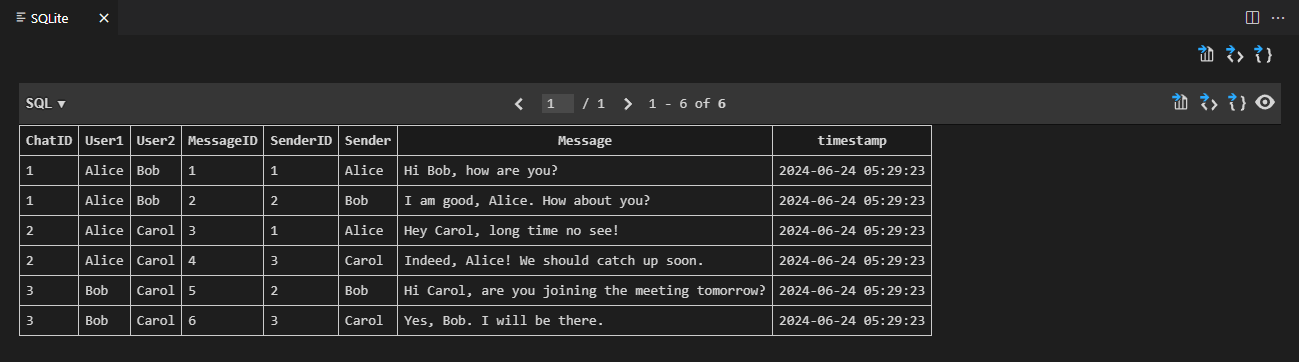 SQLite
SQL ▼ 1 / 1 1 - 6 of 6
ChatID User1 User2 MessageID SenderID Sender Message timestamp
1 Alice Bob 1 1 Alice Hi Bob, how are you? 2024-06-24 05:29:23
1 Alice Bob 2 2 Bob I am good, Alice. How about you? 2024-06-24 05:29:23
2 Alice Carol 3 1 Alice Hey Carol, long time no see! 2024-06-24 05:29:23
2 Alice Carol 4 3 Carol Indeed, Alice! We should catch up soon. 2024-06-24 05:29:23
3 Bob Carol 5 2 Bob Hi Carol, are you joining the meeting tomorrow? 2024-06-24 05:29:23
3 Bob Carol 6 3 Carol Yes, Bob. I will be there. 2024-06-24 05:29:23